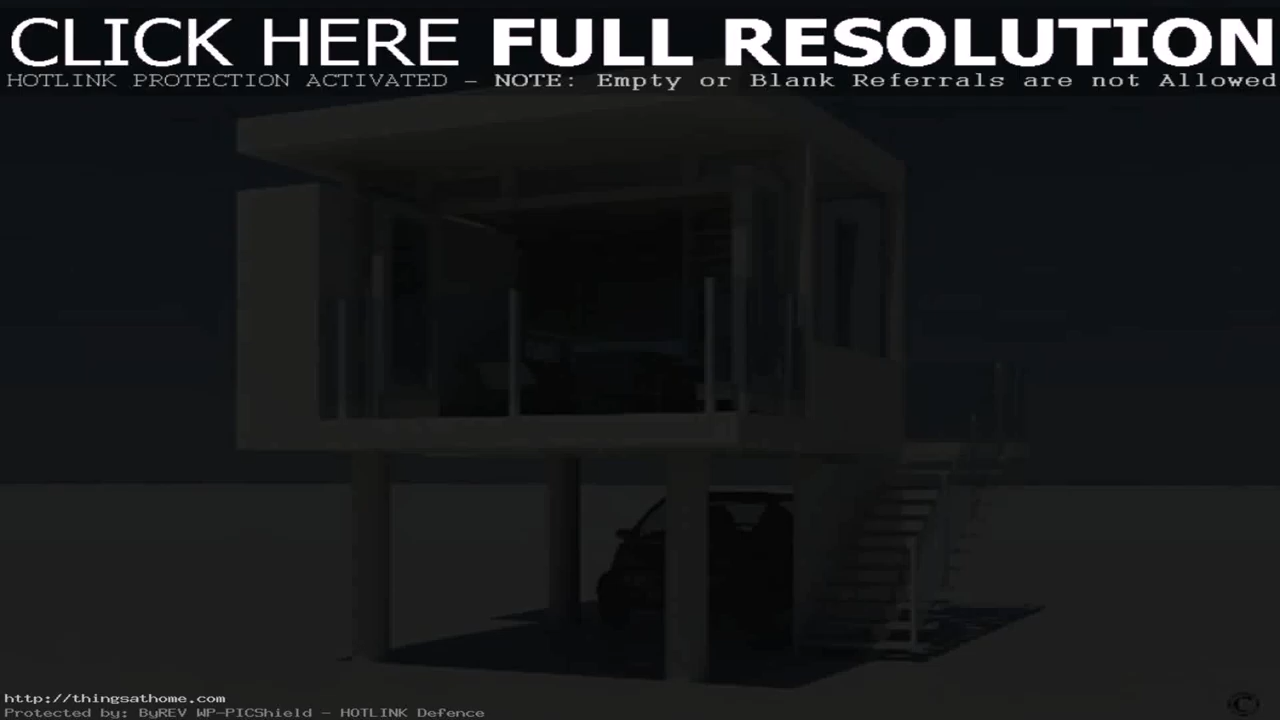 CLICK HERE FULL RESOLUTION
HOTLINK PROTECTION ACTIVATED – NOTE: Empty or Blank Referrals are not Allowed
http://thingsathome.com
Protected by: ByREV WP-PICShield – HOTLINK Defence